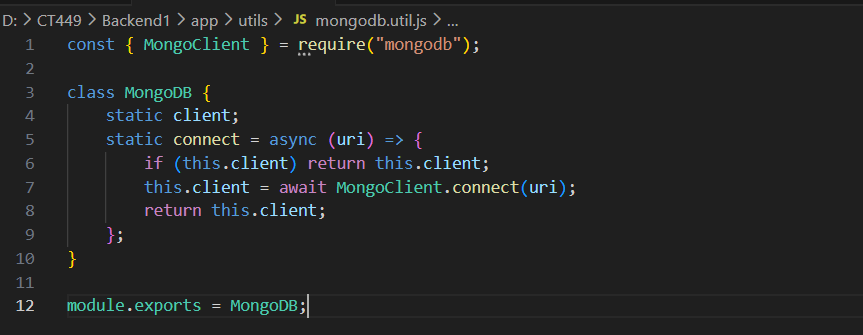 D: > CT449 > Backend1 > app > utils > JS mongodb.util.js > ...
1 const { MongoClient } = require("mongodb");
2
3 class MongoDB {
4     static client;
5     static connect = async (uri) => {
6         if (this.client) return this.client;
7         this.client = await MongoClient.connect(uri);
8         return this.client;
9     };
10 }
11
12 module.exports = MongoDB;